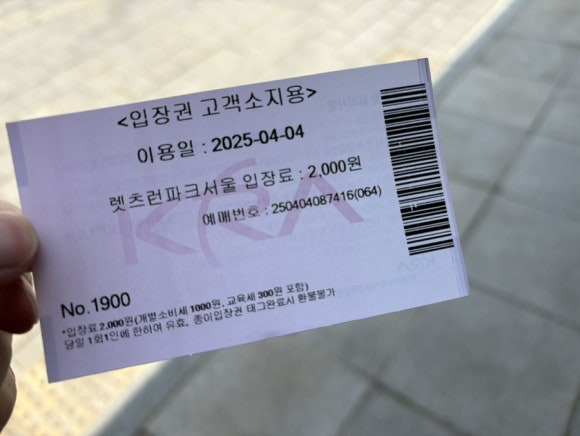 <입장권 고객소지용>
이용일 : 2025-04-04
렛츠런파크서울 입장료 : 2,000원
예매번호 : 250404087416(064)
KRA
No.1900
*입장료 2,000원(개별소비세 1000원, 교육세 300원 포함)
당일 1회1인에 한하여 유효, 종이입장권 태그완료시 환불불가